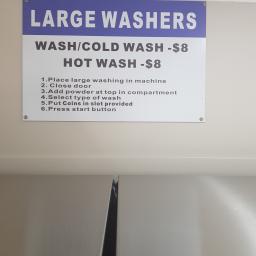 LARGE WASHERS
WASH/COLD WASH -$8
HOT WASH -$8
1.Place large washing in machine
2. Close door
3.Add powder at top in compartment
4.Select type of wash
5.Put Coins in slot provided
6.Press start button